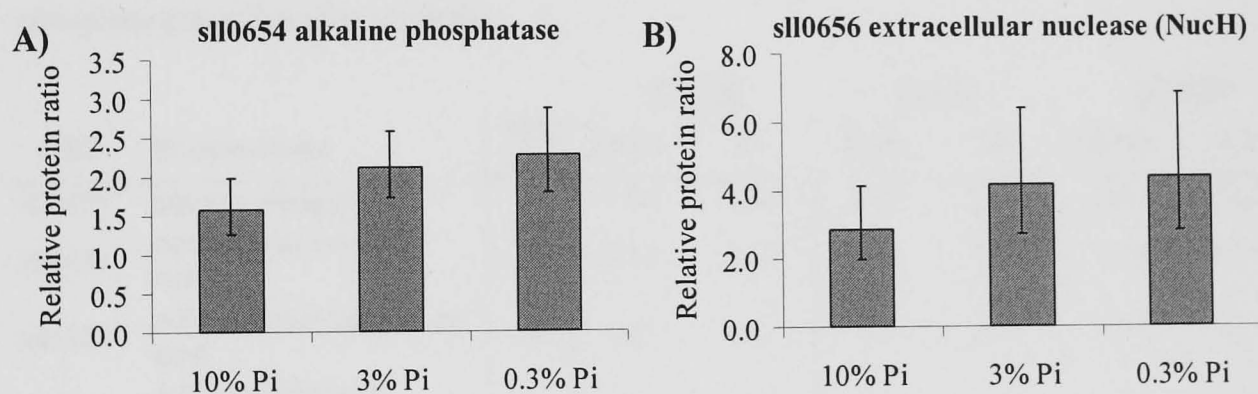 A)
sll0654 alkaline phosphatase
Relative protein ratio
3.5
3.0
2.5
2.0
1.5
1.0
0.5
0.0
10% Pi 3% Pi 0.3% Pi
B)
sll0656 extracellular nuclease (NucH)
Relative protein ratio
8.0
6.0
4.0
2.0
0.0
10% Pi 3% Pi 0.3% Pi